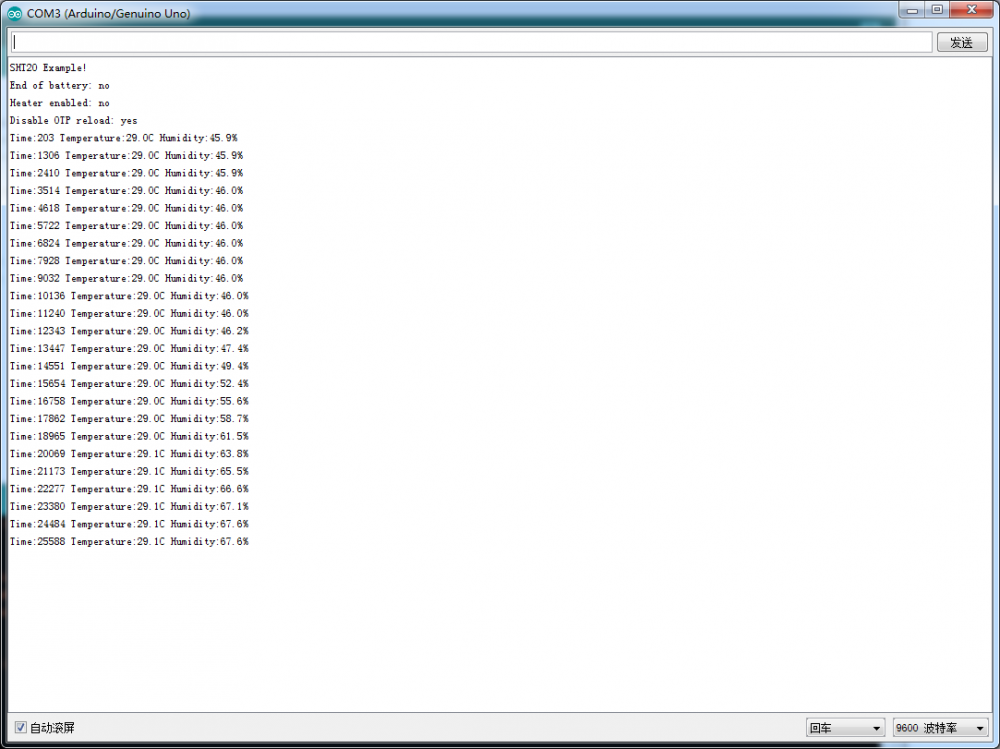 COM3 (Arduino/Genuino Uno)
发送
SHT20 Example!
End of battery: no
Heater enabled: no
Disable OTP reload: yes
Time:203 Temperature:29.0C Humidity:45.9%
Time:1306 Temperature:29.0C Humidity:45.9%
Time:2410 Temperature:29.0C Humidity:45.9%
Time:3514 Temperature:29.0C Humidity:46.0%
Time:4618 Temperature:29.0C Humidity:46.0%
Time:5722 Temperature:29.0C Humidity:46.0%
Time:6824 Temperature:29.0C Humidity:46.0%
Time:7928 Temperature:29.0C Humidity:46.0%
Time:9032 Temperature:29.0C Humidity:46.0%
Time:10136 Temperature:29.0C Humidity:46.0%
Time:11240 Temperature:29.0C Humidity:46.0%
Time:12343 Temperature:29.0C Humidity:46.2%
Time:13447 Temperature:29.0C Humidity:47.4%
Time:14551 Temperature:29.0C Humidity:49.4%
Time:15654 Temperature:29.0C Humidity:52.4%
Time:16758 Temperature:29.0C Humidity:55.6%
Time:17862 Temperature:29.0C Humidity:58.7%
Time:18965 Temperature:29.0C Humidity:61.5%
Time:20069 Temperature:29.1C Humidity:63.8%
Time:21173 Temperature:29.1C Humidity:65.5%
Time:22277 Temperature:29.1C Humidity:66.6%
Time:23380 Temperature:29.1C Humidity:67.1%
Time:24484 Temperature:29.1C Humidity:67.6%
Time:25588 Temperature:29.1C Humidity:67.6%
自动滚屏 回车 9600 波特率